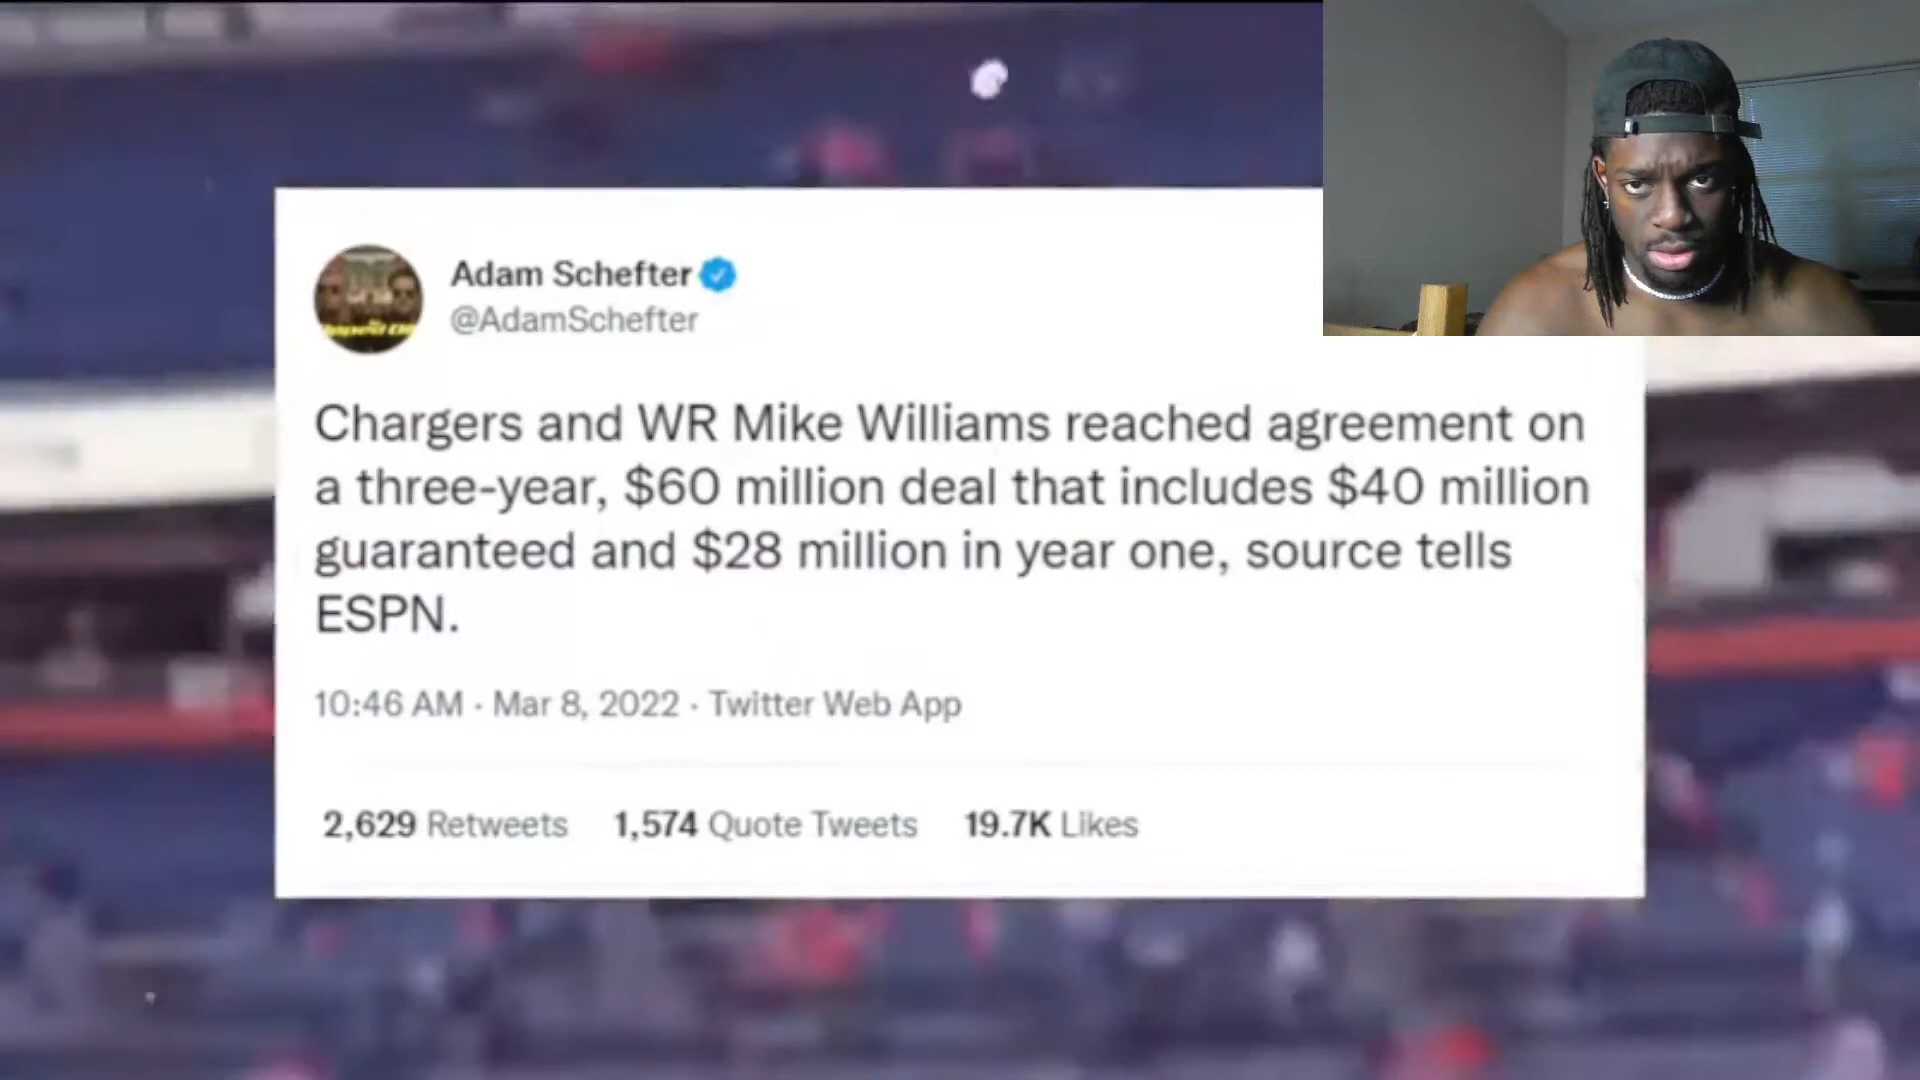 Adam Schefter
@AdamSchefter
Chargers and WR Mike Williams reached agreement on
a three-year, $60 million deal that includes $40 million
guaranteed and $28 million in year one, source tells
ESPN.
10:46 AM · Mar 8, 2022 · Twitter Web App
2,629 Retweets 1,574 Quote Tweets 19.7K Likes